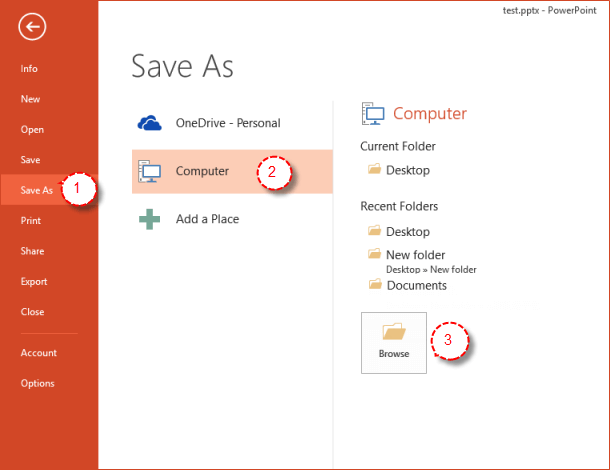 test.pptx - PowerPoint
Info
New
Open
Save
Save As
1
Print
Share
Export
Close
Account
Options
Save As
OneDrive - Personal
Computer
2
Add a Place
Computer
Current Folder
Desktop
Recent Folders
Desktop
New folder
Desktop » New folder
Documents
Browse
3